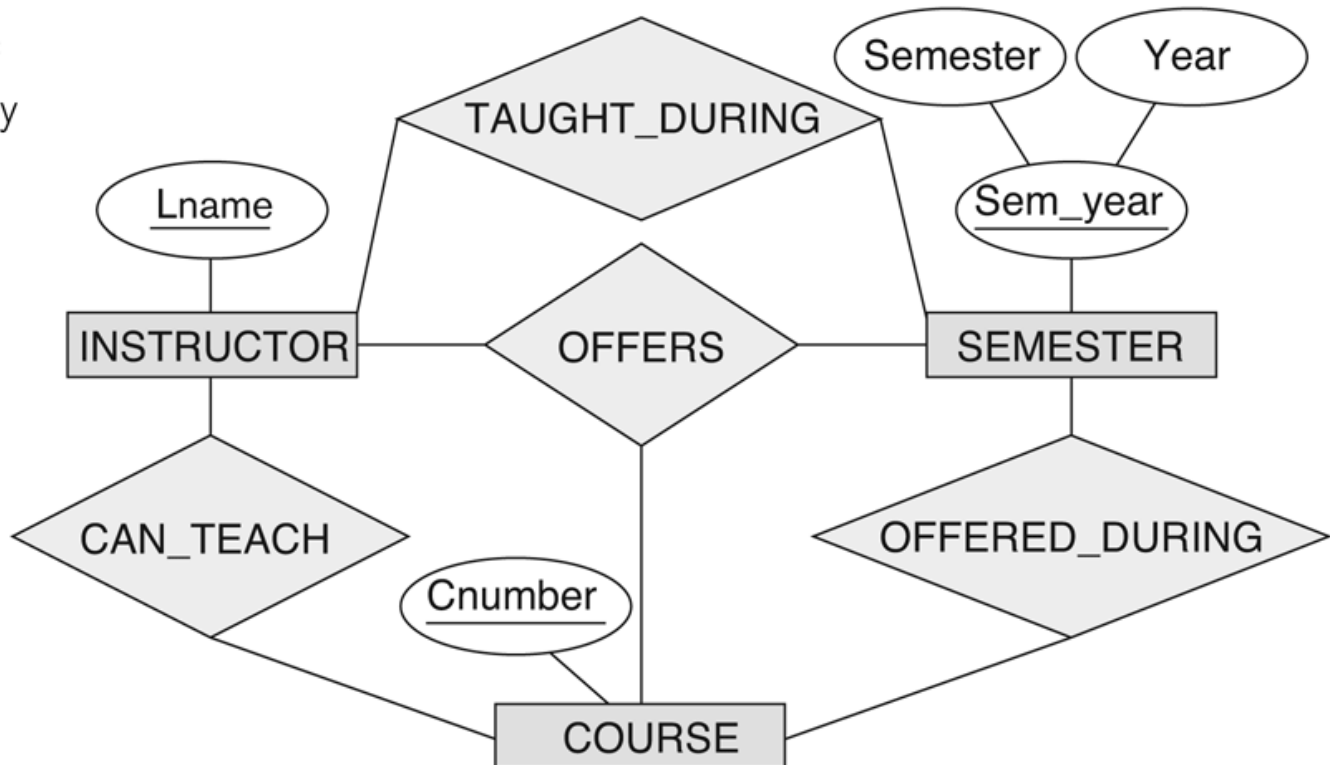 Semester Year
y
TAUGHT_DURING
Lname
Sem_year
INSTRUCTOR
OFFERS
SEMESTER
CAN_TEACH
OFFERED_DURING
Cnumber
COURSE